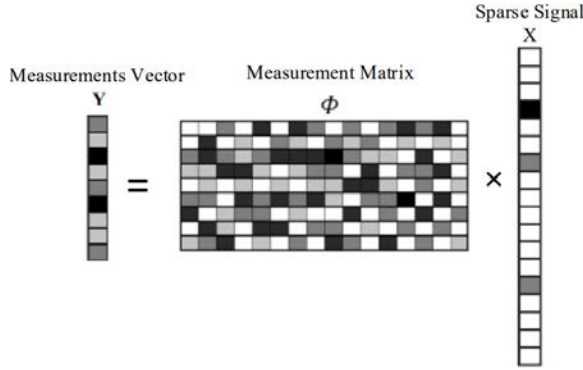 Sparse Signal
X
Measurements Vector
Y
Measurement Matrix
Φ
=
×